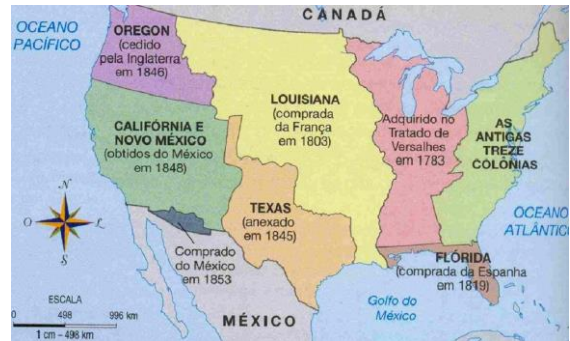 CANADÁ
OCEANO
PACÍFICO
OREGON
(cedido
pela Inglaterra
em 1846)
LOUISIANA
(comprada
da França
em 1803)
Adquirido no
Tratado de
Versalhes
em 1783
AS
ANTIGAS
TREZE
COLÔNIAS
CALIFÓRNIA E
NOVO MÉXICO
(obtidos do México
em 1848)
TEXAS
(anexado
em 1845)
N
O
L
S
Comprado
do México
em 1853
OCEANO
ATLÂNTICO
FLÓRIDA
(comprada da Espanha
em 1819)
Golfo do
México
MÉXICO
ESCALA
0 498 996 km
1 cm – 498 km